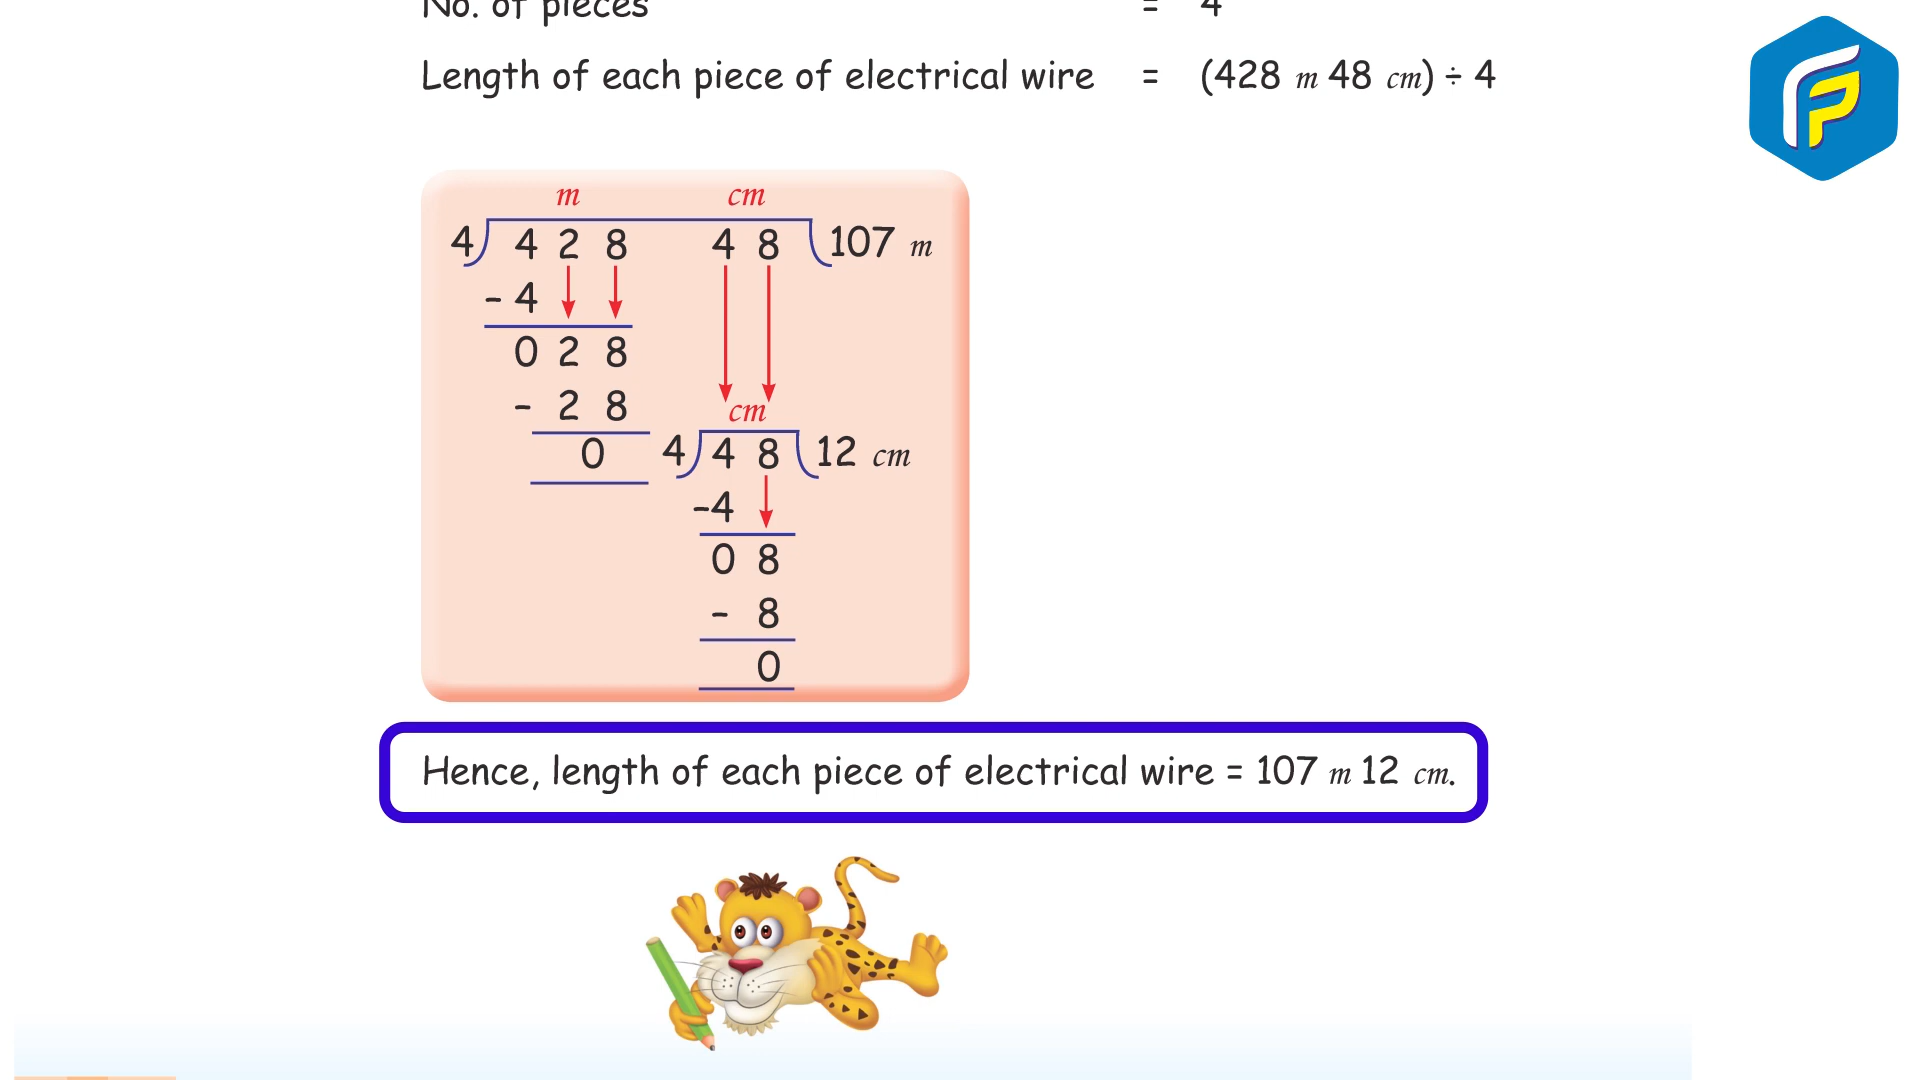 No. of pieces = 4
Length of each piece of electrical wire = (428 m 48 cm) ÷ 4
m cm
4 4 2 8 4 8 107 m
- 4
0 2 8
- 2 8
cm
0 4 4 8 12 cm
-4
0 8
- 8
0
Hence, length of each piece of electrical wire = 107 m 12 cm.